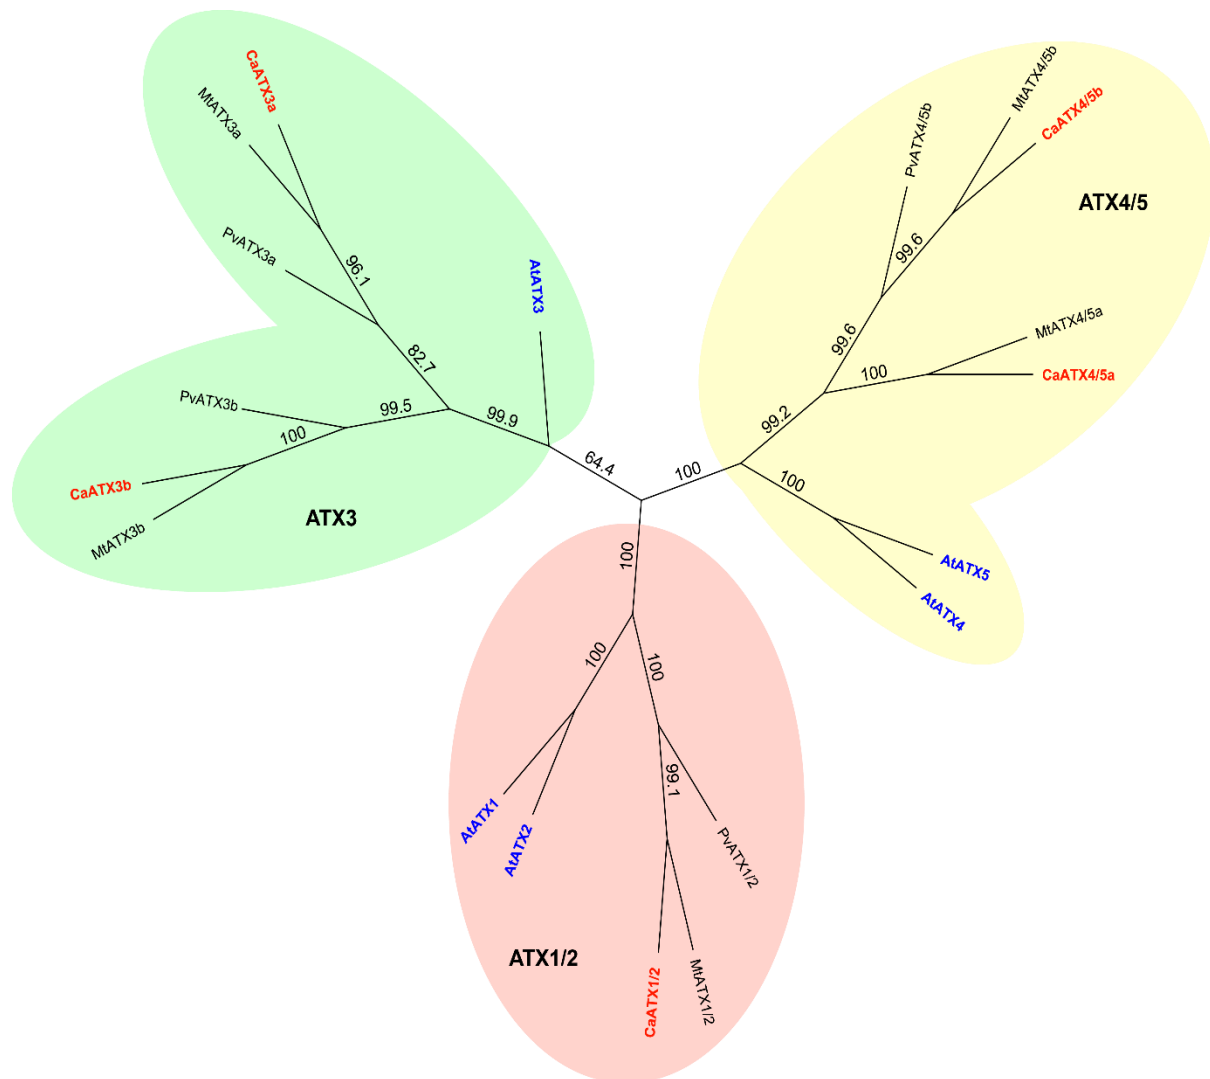 CaATX3a
MtATX3a
PvATX3a
96.1
82.7
AtATX3
PvATX3b
99.5
99.9
100
CaATX3b
MtATX3b
ATX3
64.4
MtATX4/5b
CaATX4/5b
PvATX4/5b
ATX4/5
99.6
99.6
MtATX4/5a
CaATX4/5a
100
99.2
100
100
AtATX5
AtATX4
100
100
100
99.1
AtATX1
AtATX2
PvATX1/2
ATX1/2
CaATX1/2
MtATX1/2